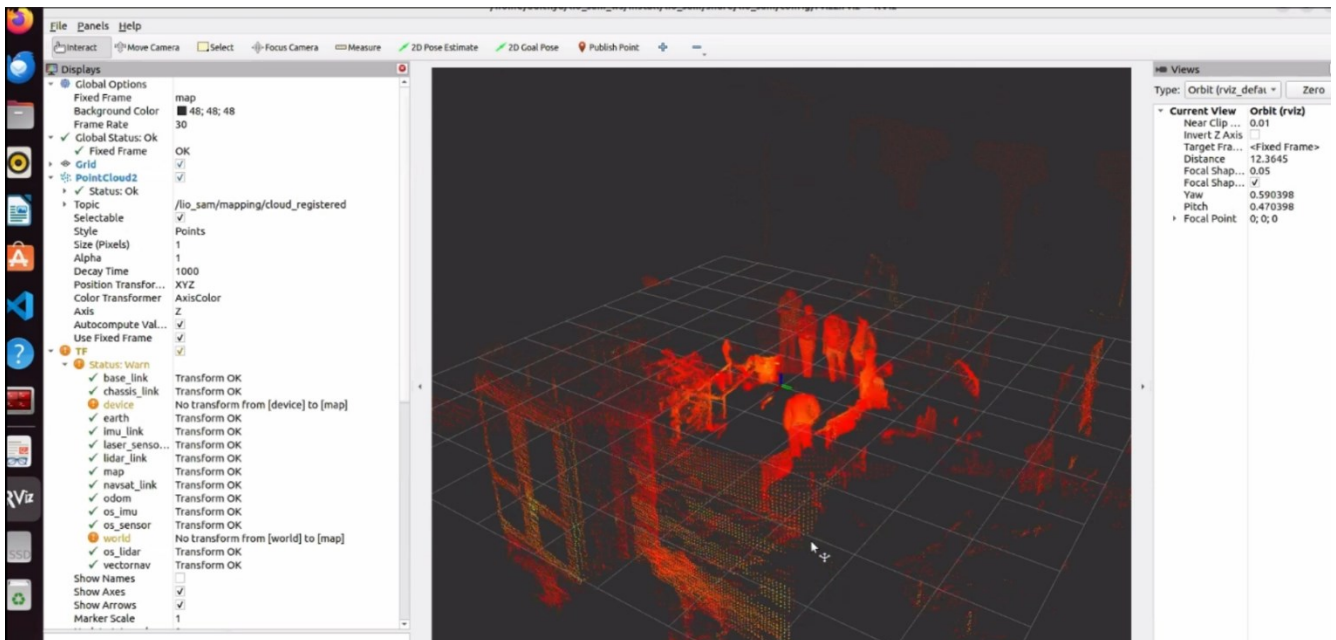 File Panels Help
Interact Move Camera Select Focus Camera Measure 2D Pose Estimate 2D Goal Pose Publish Point
Displays
Global Options
Fixed Frame map
Background Color 48; 48; 48
Frame Rate 30
Global Status: Ok
Fixed Frame OK
Grid
PointCloud2
Status: Ok
Topic /lio_sam/mapping/cloud_registered
Selectable
Style Points
Size (Pixels) 1
Alpha 1
Decay Time 1000
Position Transfor... XYZ
Color Transformer AxisColor
Axis Z
Autocompute Val...
Use Fixed Frame
TF
Status: Warn
base_link Transform OK
chassis_link Transform OK
device No transform from [device] to [map]
earth Transform OK
imu_link Transform OK
laser_senso... Transform OK
lidar_link Transform OK
map Transform OK
navsat_link Transform OK
odom Transform OK
os_imu Transform OK
os_sensor Transform OK
world No transform from [world] to [map]
os_lidar Transform OK
vectornav Transform OK
Show Names
Show Axes
Show Arrows
Marker Scale 1
Views
Type: Orbit (rviz_defau Zero
Current View Orbit (rviz)
Near Clip ... 0.01
Invert Z Axis
Target Fra... <Fixed Frame>
Distance 12.3645
Focal Shap... 0.05
Focal Shap...
Yaw 0.590398
Pitch 0.470398
Focal Point 0; 0; 0
RViz
SSD